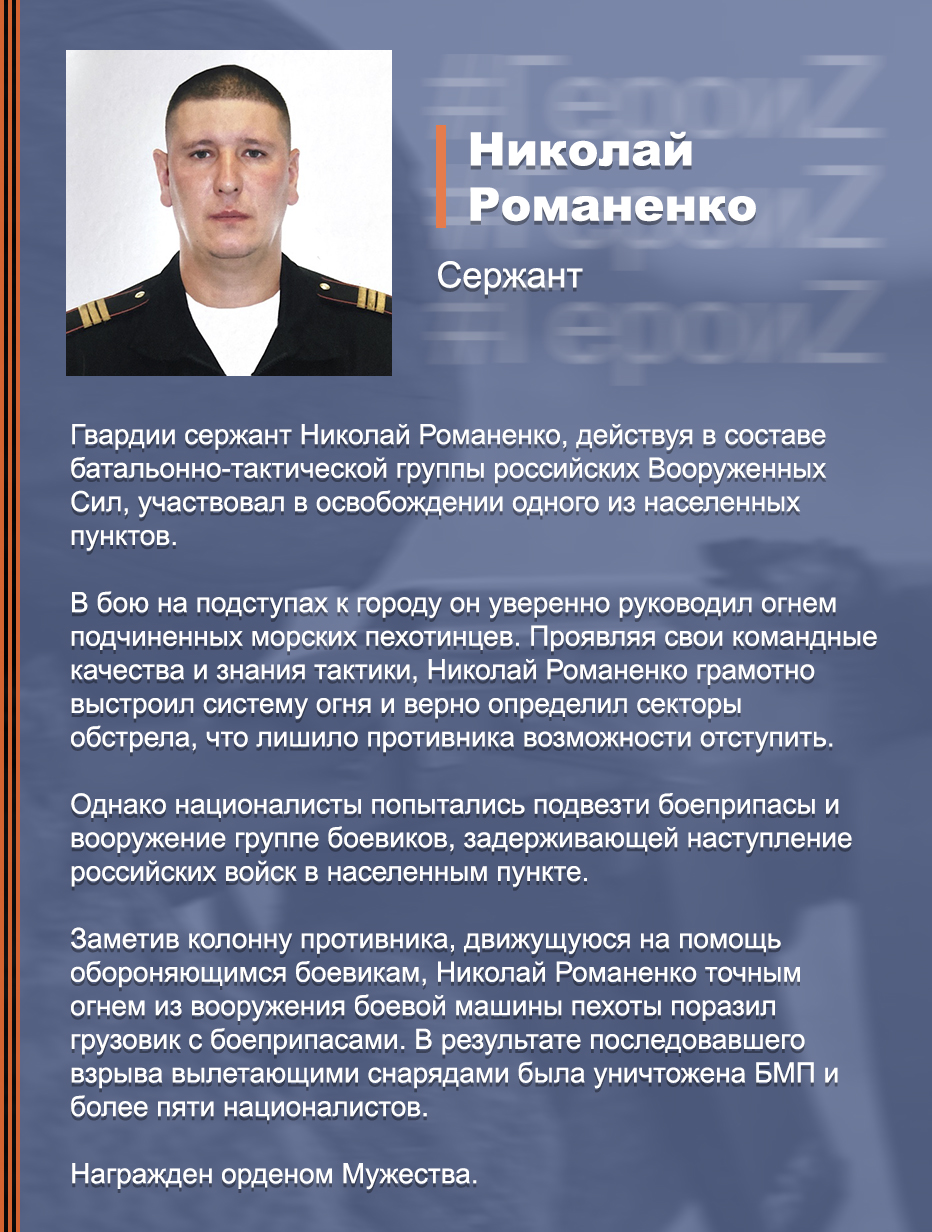 #ГероиZ
Николай
#ГероиZ
Романенко
Сержант
#ГероиZ
Гвардии сержант Николай Романенко, действуя в составе
батальонно-тактической группы российских Вооруженных
Сил, участвовал в освобождении одного из населенных
пунктов.
В бою на подступах к городу он уверенно руководил огнем
подчиненных морских пехотинцев. Проявляя свои командные
качества и знания тактики, Николай Романенко грамотно
выстроил систему огня и верно определил секторы
обстрела, что лишило противника возможности отступить.
Однако националисты попытались подвезти боеприпасы и
вооружение группе боевиков, задерживающей наступление
российских войск в населенным пункте.
Заметив колонну противника, движущуюся на помощь
обороняющимся боевикам, Николай Романенко точным
огнем из вооружения боевой машины пехоты поразил
грузовик с боеприпасами. В результате последовавшего
взрыва вылетающими снарядами была уничтожена БМП и
более пяти националистов.
Награжден орденом Мужества.